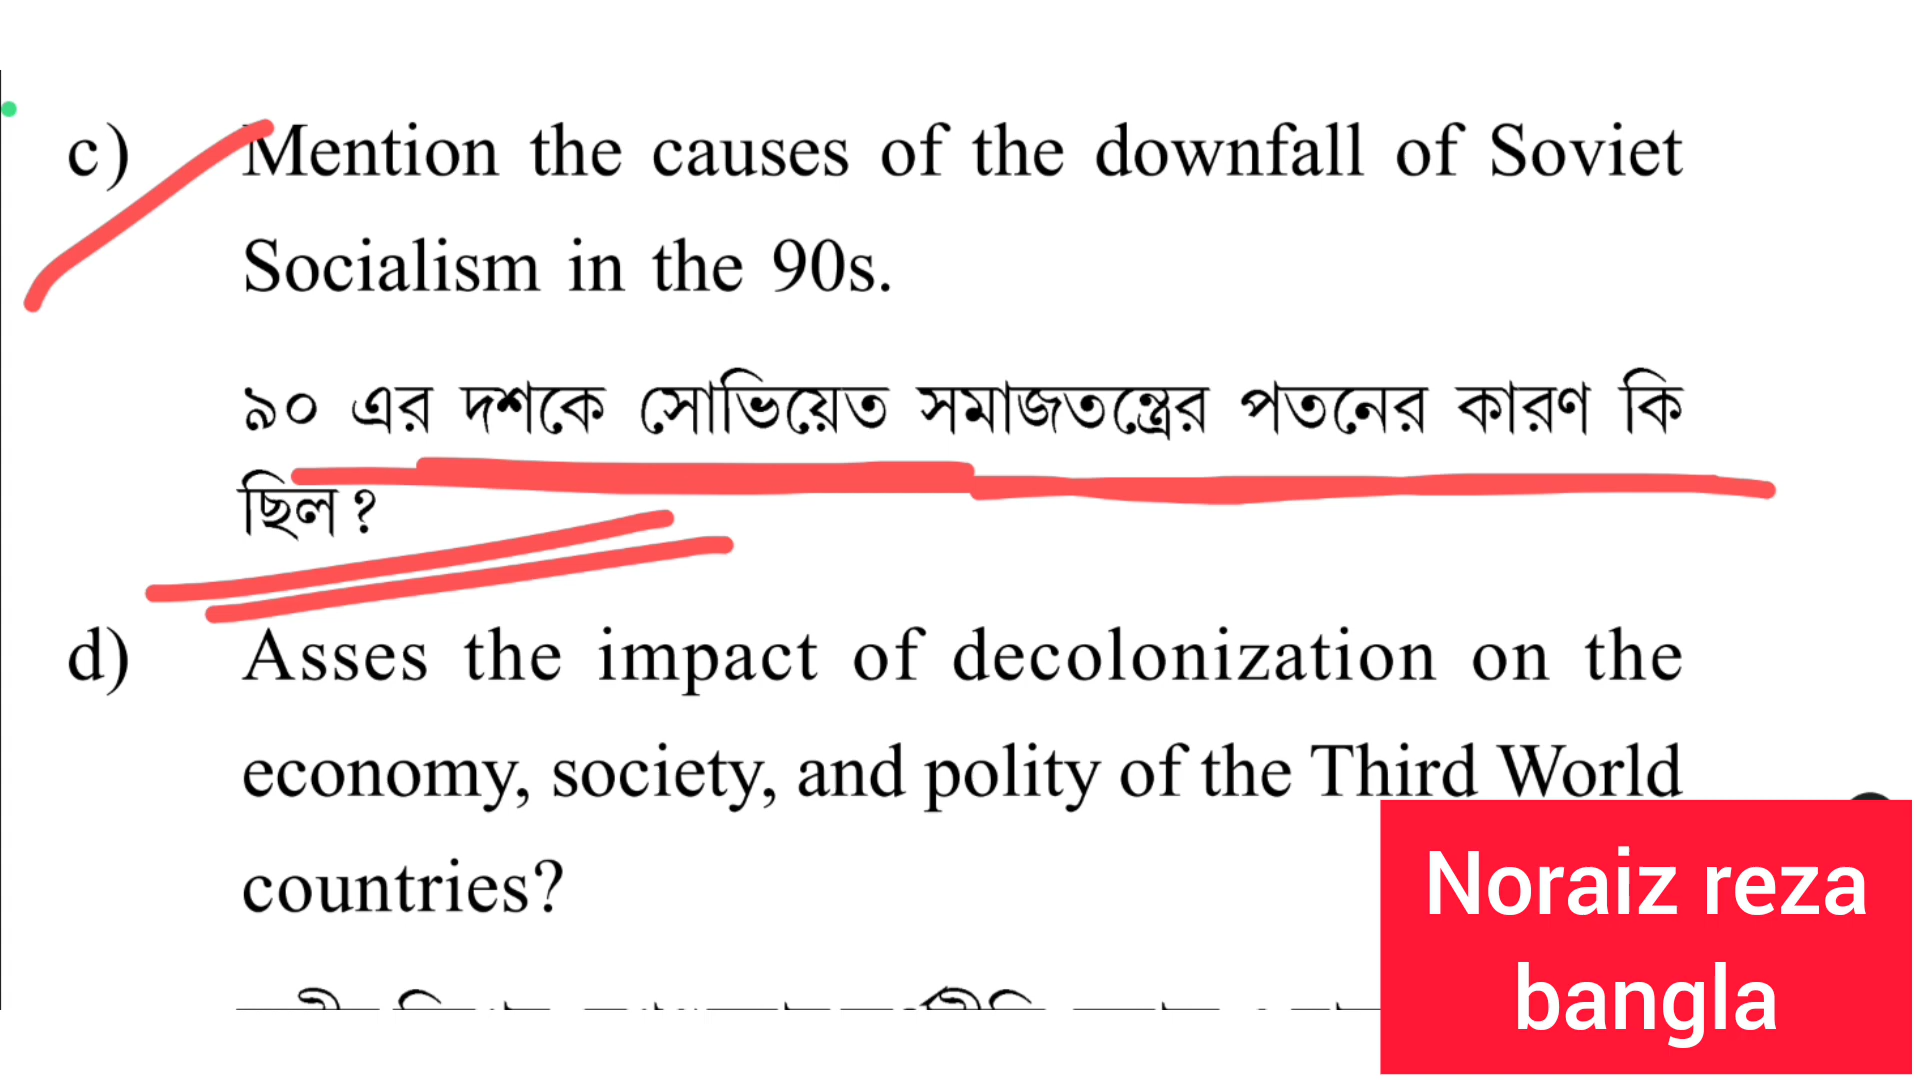 c) Mention the causes of the downfall of Soviet
Socialism in the 90s.
৯০ এর দশকে সোভিয়েত সমাজতন্ত্রের পতনের কারণ কি
ছিল ?
d) Asses the impact of decolonization on the
economy, society, and polity of the Third World
countries?
Noraiz reza
bangla